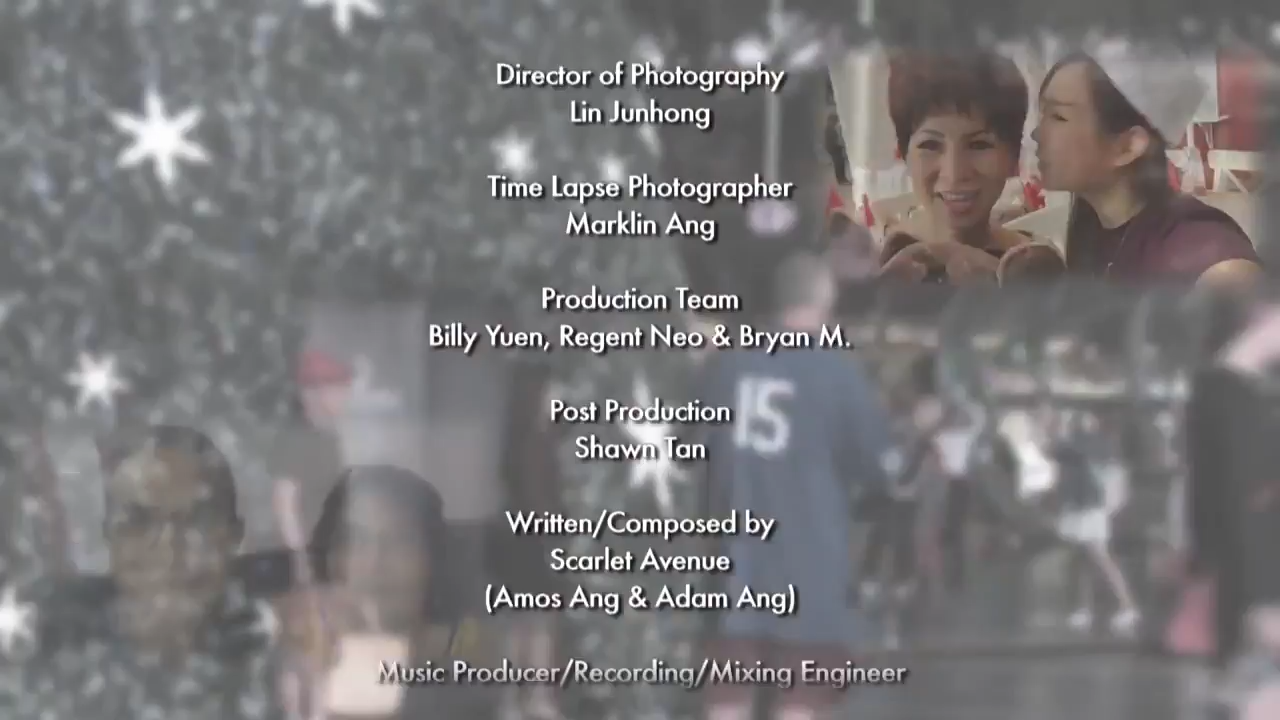 Director of Photography
Lin Junhong
Time Lapse Photographer
Marklin Ang
Production Team
Billy Yuen, Regent Neo & Bryan M.
15
Post Production
Shawn Tan
Written/Composed by
Scarlet Avenue
(Amos Ang & Adam Ang)
Music Producer/Recording/Mixing Engineer